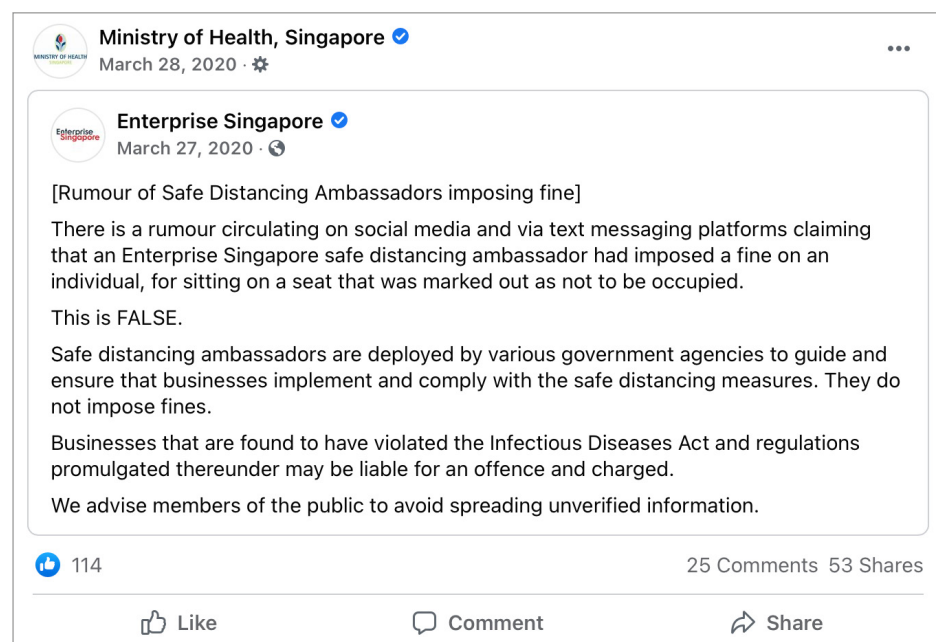 Ministry of Health, Singapore
MINISTRY OF HEALTH
SINGAPORE
March 28, 2020 ·
Enterprise Singapore
Enterprise
Singapore
March 27, 2020 ·
[Rumour of Safe Distancing Ambassadors imposing fine]
There is a rumour circulating on social media and via text messaging platforms claiming
that an Enterprise Singapore safe distancing ambassador had imposed a fine on an
individual, for sitting on a seat that was marked out as not to be occupied.
This is FALSE.
Safe distancing ambassadors are deployed by various government agencies to guide and
ensure that businesses implement and comply with the safe distancing measures. They do
not impose fines.
Businesses that are found to have violated the Infectious Diseases Act and regulations
promulgated thereunder may be liable for an offence and charged.
We advise members of the public to avoid spreading unverified information.
114
25 Comments 53 Shares
Like
Comment
Share